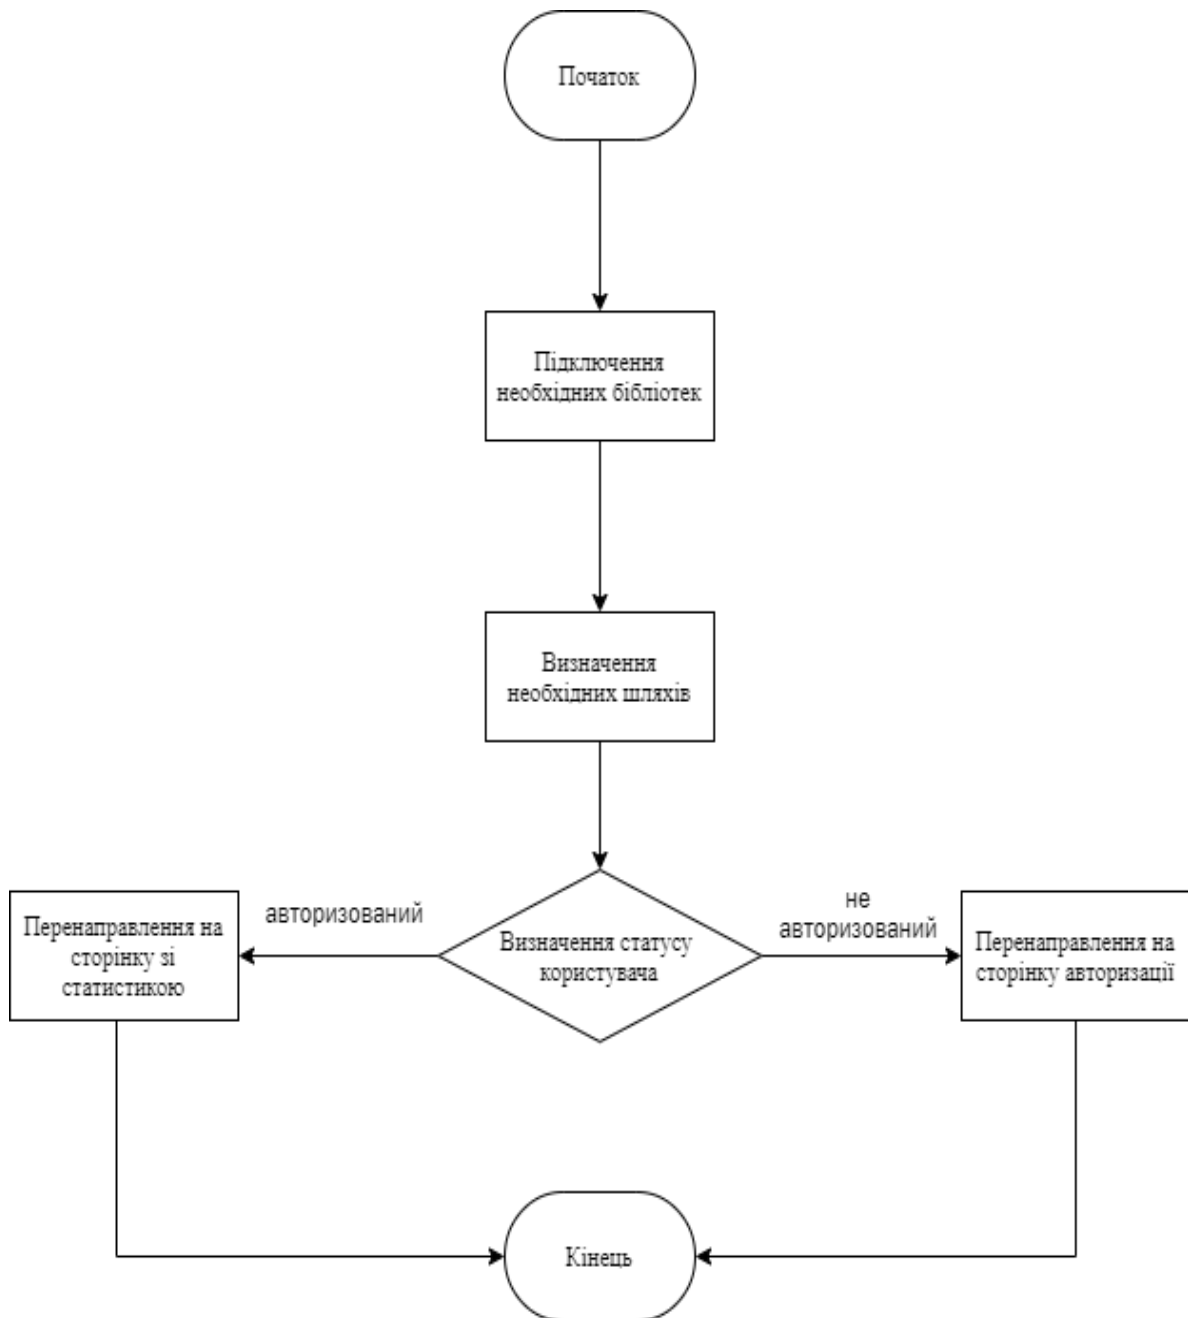 Початок
Підключення
необхідних бібліотек
Визначення
необхідних шляхів
авторизований
не
авторизований
Перенаправлення на
сторінку зі
статистикою
Визначення статусу
користувача
Перенаправлення на
сторінку авторизації
Кінець